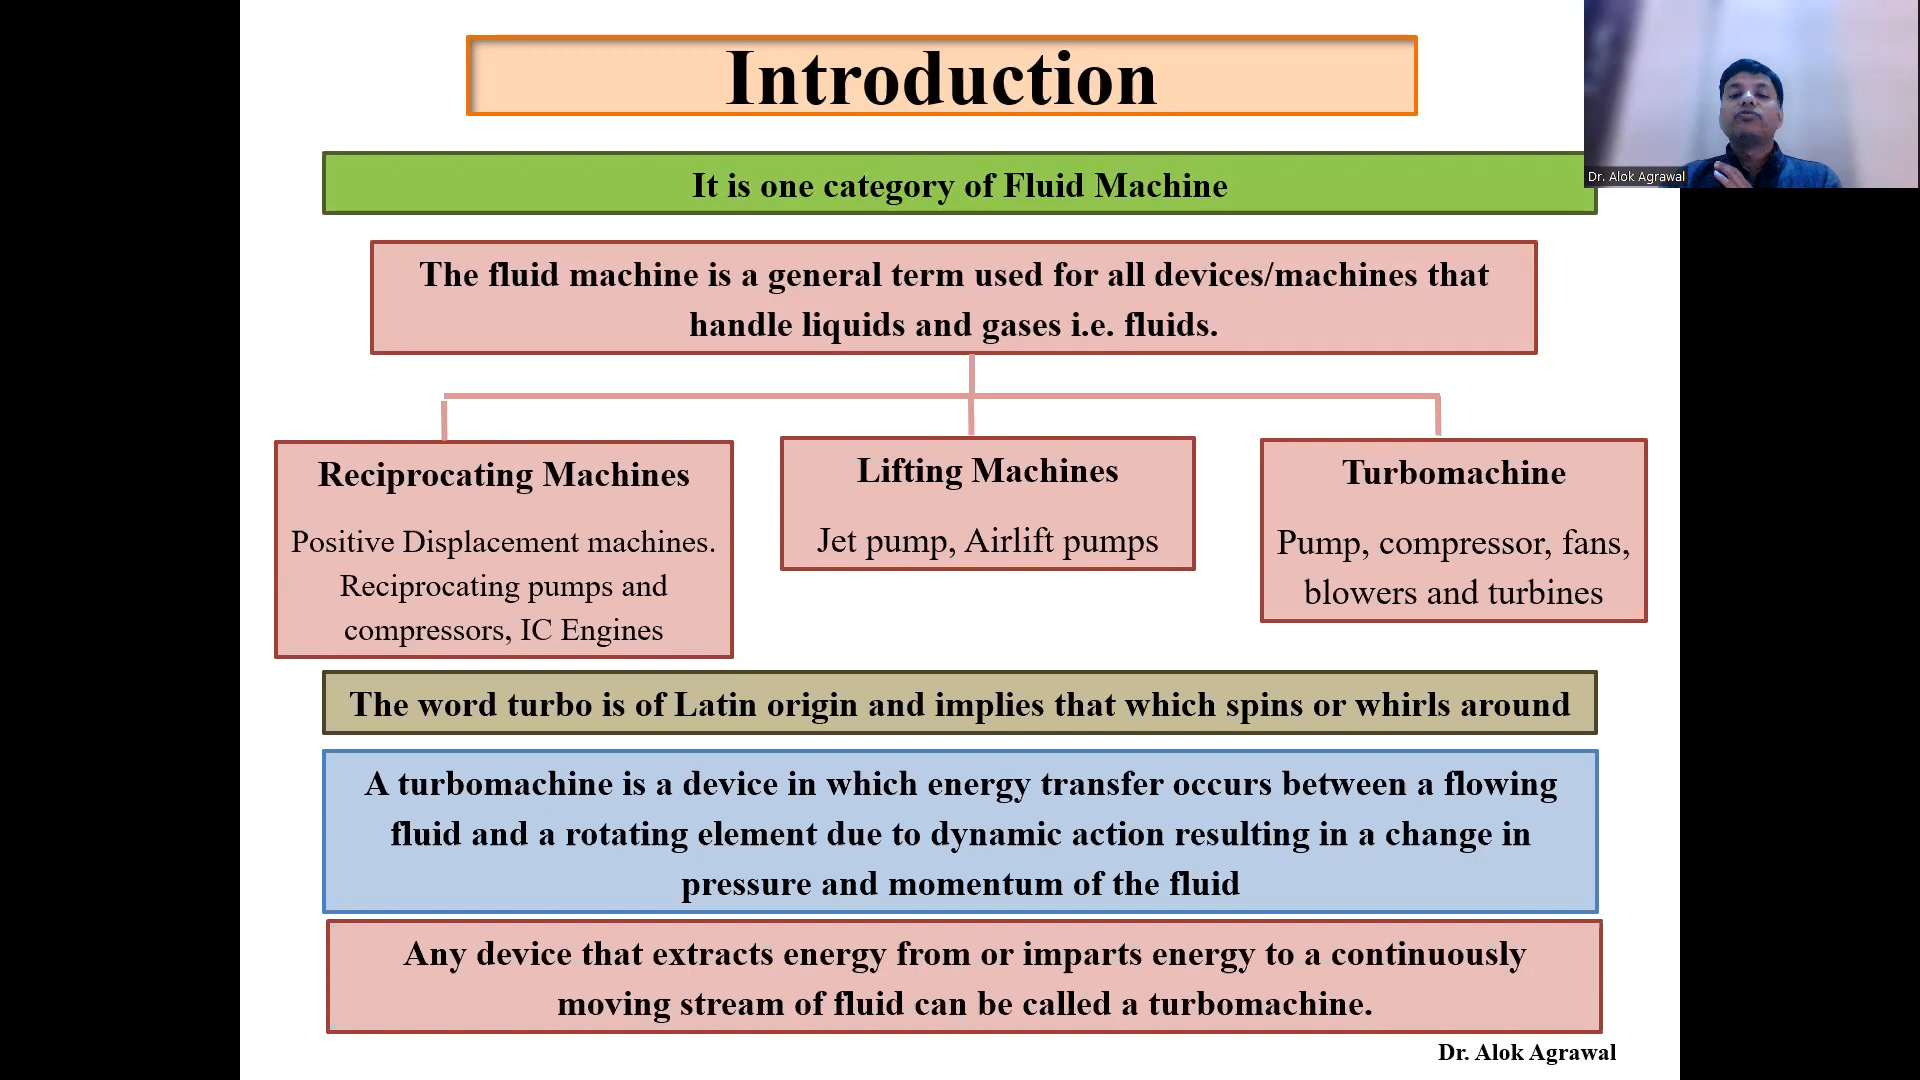 Introduction
Dr. Alok Agrawal
It is one category of Fluid Machine
The fluid machine is a general term used for all devices/machines that
handle liquids and gases i.e. fluids.
Reciprocating Machines
Positive Displacement machines.
Reciprocating pumps and
compressors, IC Engines
Lifting Machines
Jet pump, Airlift pumps
Turbomachine
Pump, compressor, fans,
blowers and turbines
The word turbo is of Latin origin and implies that which spins or whirls around
A turbomachine is a device in which energy transfer occurs between a flowing
fluid and a rotating element due to dynamic action resulting in a change in
pressure and momentum of the fluid
Any device that extracts energy from or imparts energy to a continuously
moving stream of fluid can be called a turbomachine.
Dr. Alok Agrawal